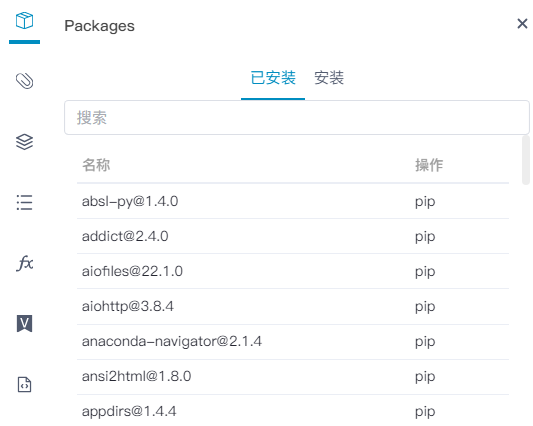 Packages
已安装 安装
搜索
名称 操作
absl-py@1.4.0 pip
addict@2.4.0 pip
aiofiles@22.1.0 pip
aiohttp@3.8.4 pip
anaconda-navigator@2.1.4 pip
ansi2html@1.8.0 pip
appdirs@1.4.4 pip